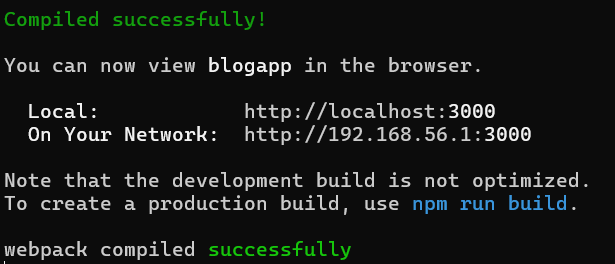 Compiled successfully!
You can now view blogapp in the browser.
Local: http://localhost:3000
On Your Network: http://192.168.56.1:3000
Note that the development build is not optimized.
To create a production build, use npm run build.
webpack compiled successfully